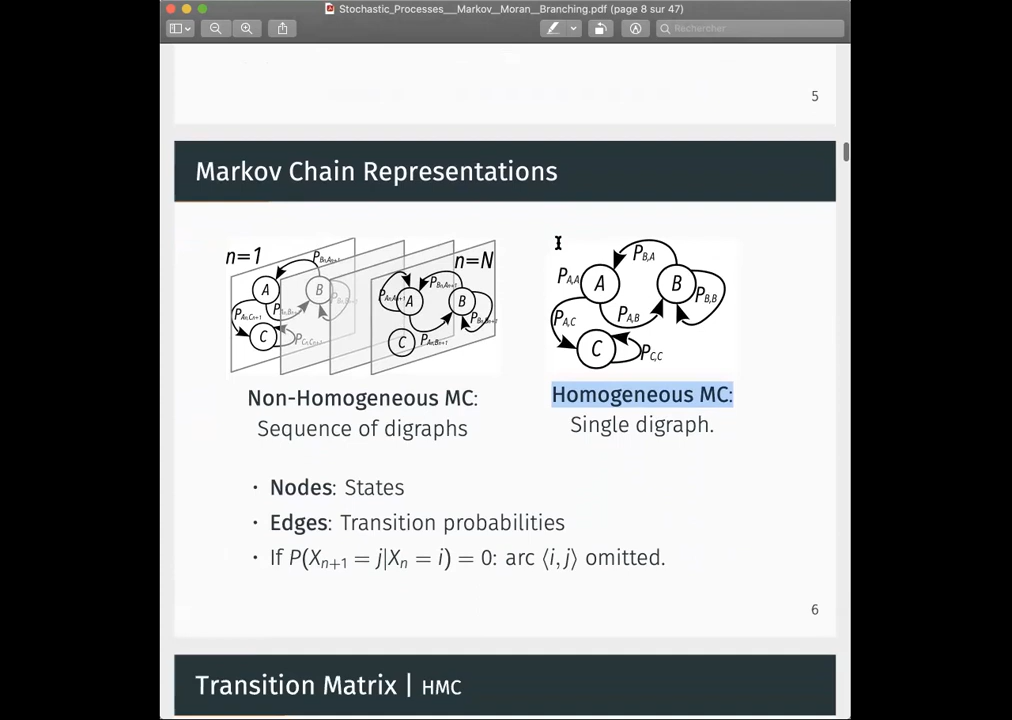 Stochastic_Processes__Markov__Moran__Branching.pdf (page 8 sur 47)
Rechercher
5
Markov Chain Representations
n=1
n=N
A
B
C
A
B
C
P_{B,A}
P_{A,A}
A
B
P_{B,B}
P_{A,C}
P_{A,B}
C
P_{C,C}
Non-Homogeneous MC:
Sequence of digraphs
Homogeneous MC:
Single digraph.
· Nodes: States
· Edges: Transition probabilities
· If P(X_{n+1} = j|X_n = i) = 0: arc ⟨i, j⟩ omitted.
6
Transition Matrix | HMC